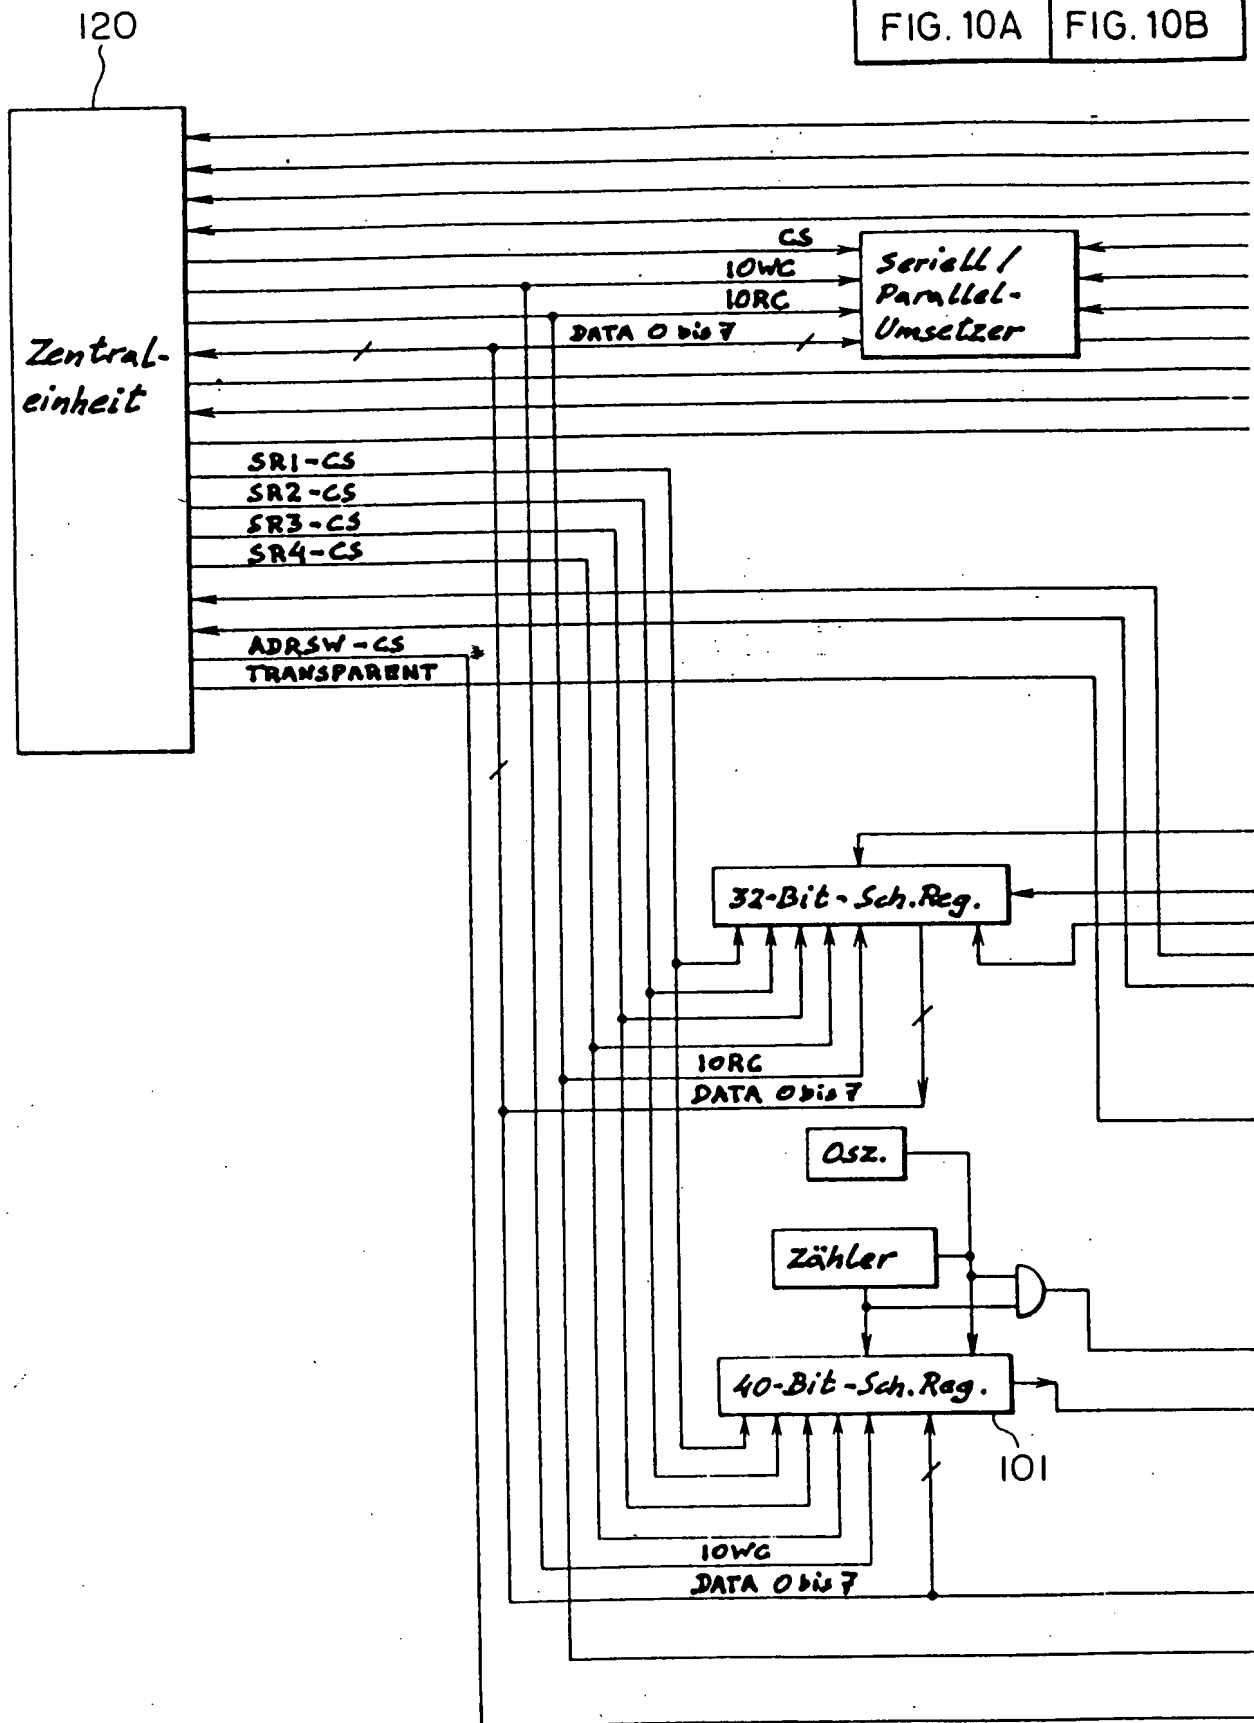 120
FIG. 10A
FIG. 10B
CS
IOWC
IORC
DATA 0 bis 7
Seriell /
Parallel-
Umsetzer
Zentral-
einheit
SR1-CS
SR2-CS
SR3-CS
SR4-CS
ADRSW-CS
TRANSPARENT
32-Bit-Sch.Reg.
IORC
DATA 0 bis 7
Osz.
Zähler
40-Bit-Sch.Reg.
101
IOWC
DATA 0 bis 7